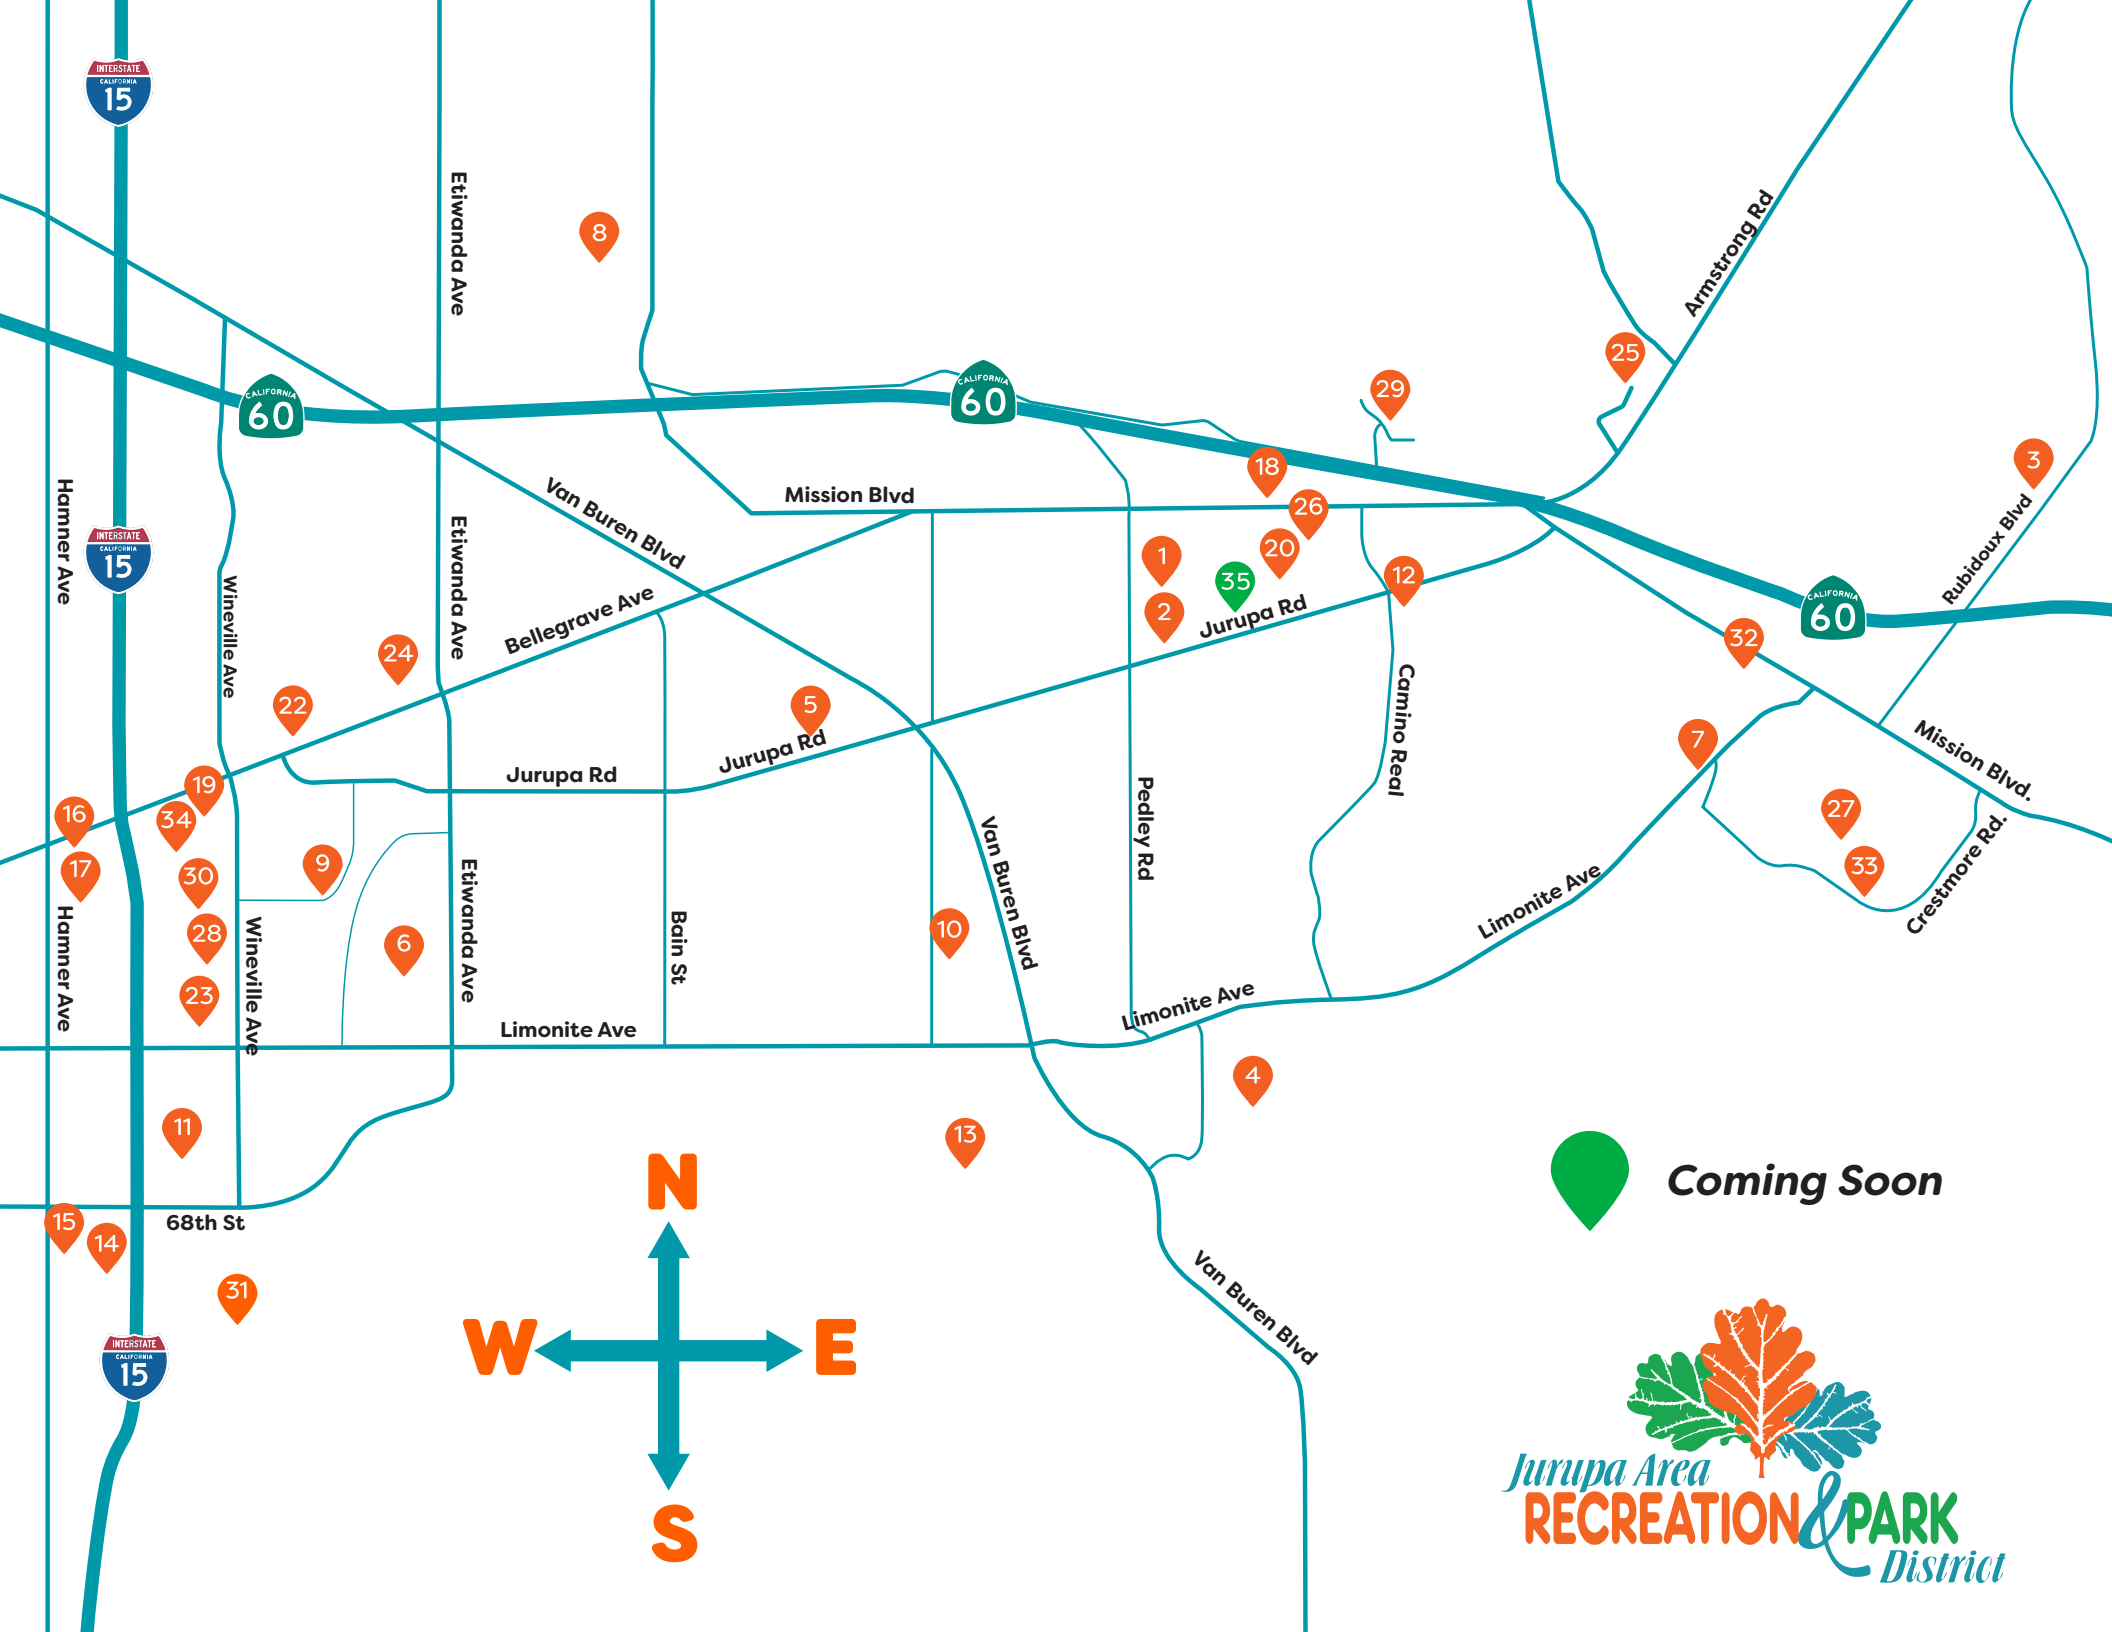 INTERSTATE
CALIFORNIA
15
Etiwanda Ave
8
Armstrong Rd
25
CALIFORNIA
60
CALIFORNIA
60
29
3
18
Hamner Ave
INTERSTATE
CALIFORNIA
15
Wineville Ave
Etiwanda Ave
Van Buren Blvd
Mission Blvd
26
1
20
35
12
2
Jurupa Rd
Rubidoux Blvd
CALIFORNIA
60
Bellegrave Ave
24
22
5
Jurupa Rd
Jurupa Rd
Camino Real
32
7
Mission Blvd.
19
16
34
17
30
9
28
23
6
Hamner Ave
Wineville Ave
Etiwanda Ave
Bain St
10
Van Buren Blvd
Pedley Rd
Limonite Ave
27
33
Crestmore Rd.
Limonite Ave
Limonite Ave
4
11
13
15
14
68th St
31
INTERSTATE
CALIFORNIA
15
N
W
E
S
Van Buren Blvd
Coming Soon
Jurupa Area
RECREATION & PARK
District